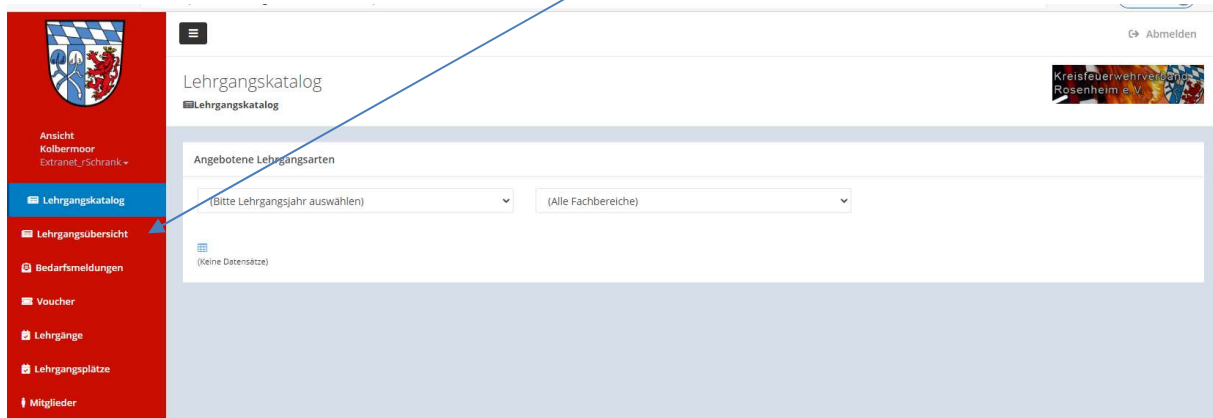 Abmelden
Lehrgangskatalog
Lehrgangskatalog
Kreisfeuerwehrverband
Rosenheim e.V.
Ansicht
Kolbermoor
Extranet_rSchrank
Angebotene Lehrgangsarten
Lehrgangskatalog
(Bitte Lehrgangsjahr auswählen)
(Alle Fachbereiche)
Lehrgangsübersicht
(Keine Datensätze)
Bedarfsmeldungen
Voucher
Lehrgänge
Lehrgangsplätze
Mitglieder